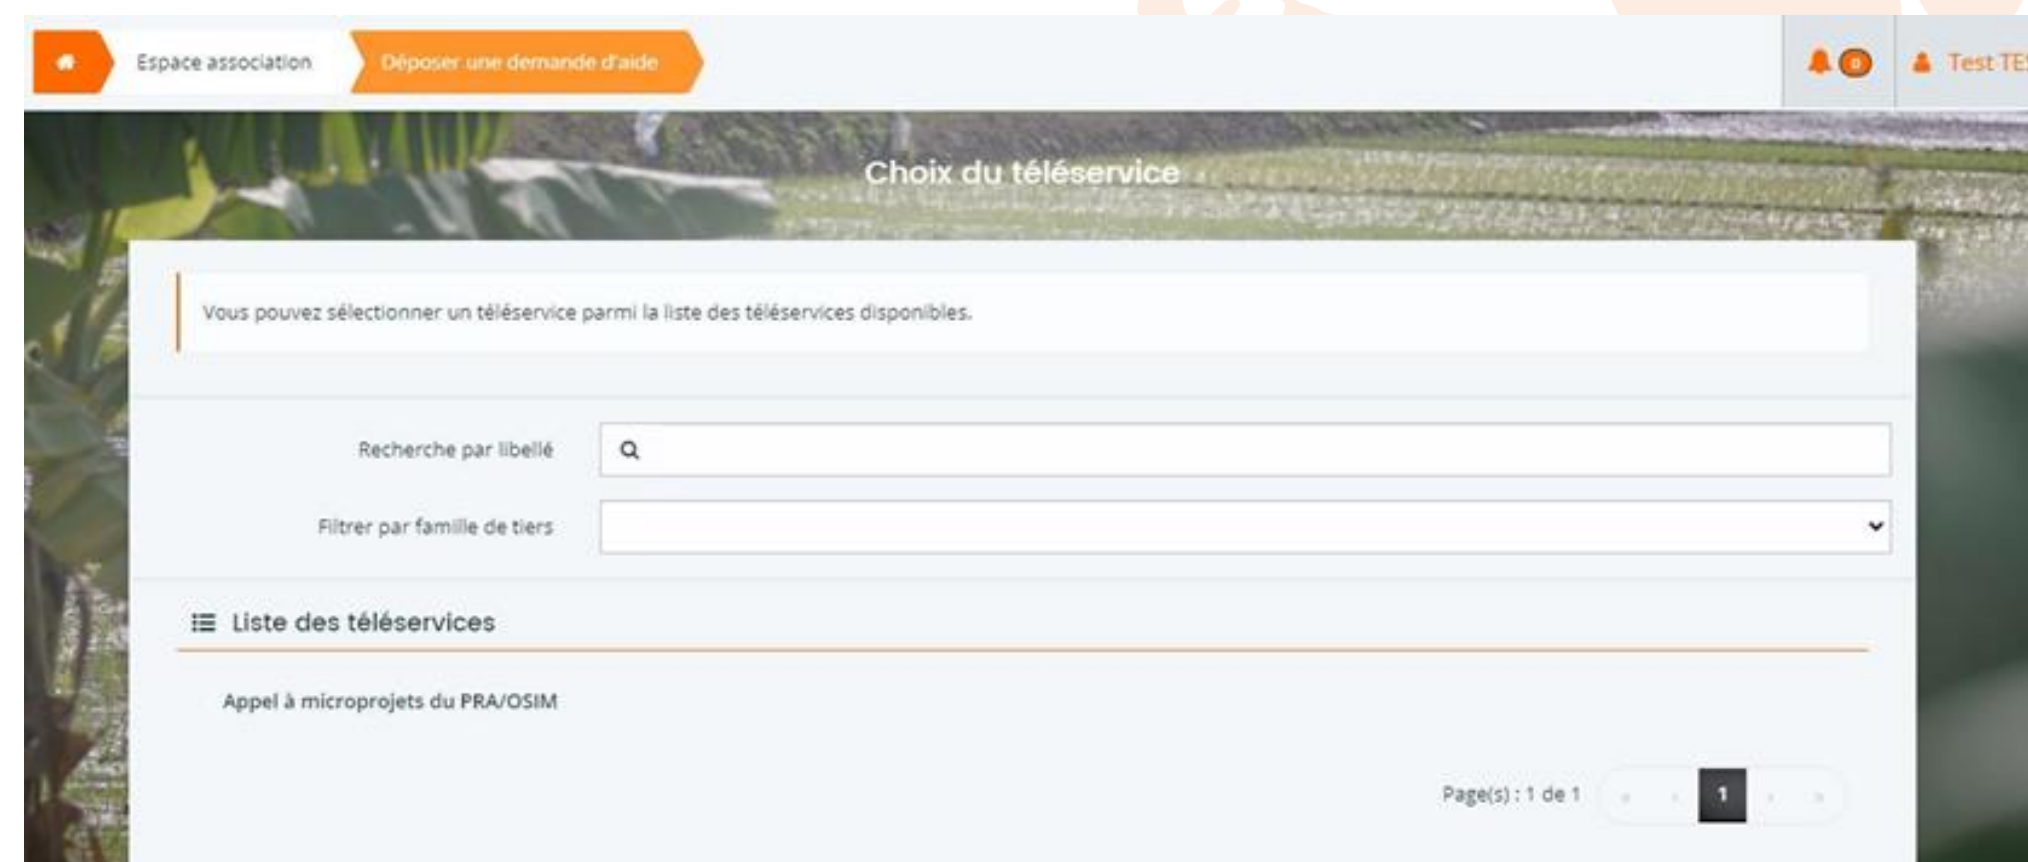 Espace association
Déposer une demande d'aide
0
Test TES
Choix du téléservice
Vous pouvez sélectionner un téléservice parmi la liste des téléservices disponibles.
Recherche par libellé
Filtrer par famille de tiers
Liste des téléservices
Appel à microprojets du PRA/OSIM
Page(s) : 1 de 1 « ‹ 1 › »